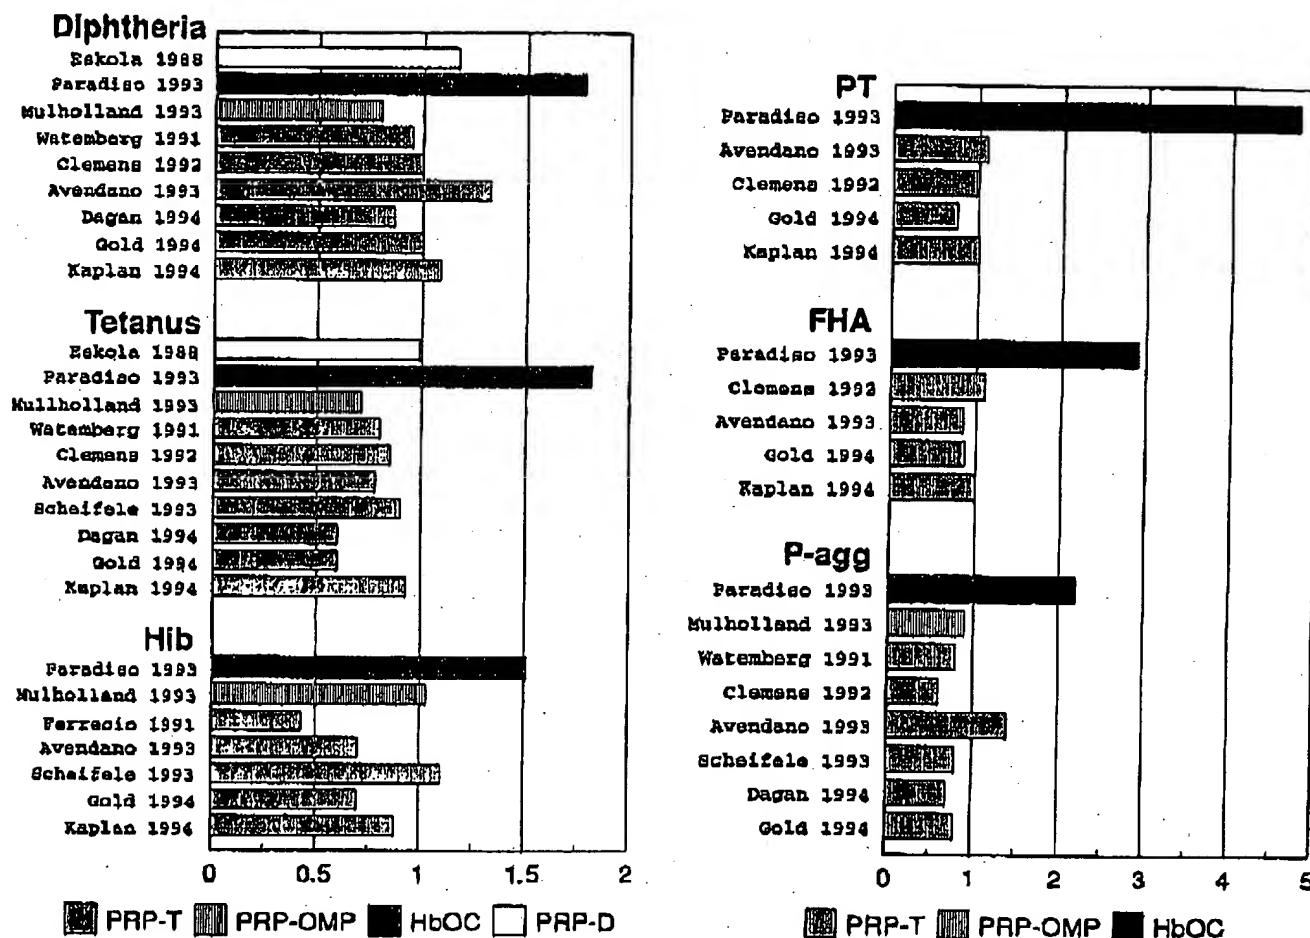 Diphtheria
Eskola 1988
Paradiso 1993
Mulholland 1993
Watemberg 1991
Clemens 1992
Avendano 1993
Dagan 1994
Gold 1994
Kaplan 1994
Tetanus
Eskola 1988
Paradiso 1993
Mullholland 1993
Watemberg 1991
Clemens 1992
Avendano 1993
Scheifele 1993
Dagan 1994
Gold 1994
Kaplan 1994
Hib
Paradiso 1993
Mulholland 1993
Ferrecio 1991
Avendano 1993
Scheifele 1993
Gold 1994
Kaplan 1994
0 0.5 1 1.5 2
PRP-T PRP-OMP HbOC PRP-D
PT
Paradiso 1993
Avendano 1993
Clemens 1992
Gold 1994
Kaplan 1994
FHA
Paradiso 1993
Clemens 1992
Avendano 1993
Gold 1994
Kaplan 1994
P-agg
Paradiso 1993
Mulholland 1993
Watemberg 1991
Clemens 1992
Avendano 1993
Scheifele 1993
Dagan 1994
Gold 1994
0 1 2 3 4 5
PRP-T PRP-OMP HbOC